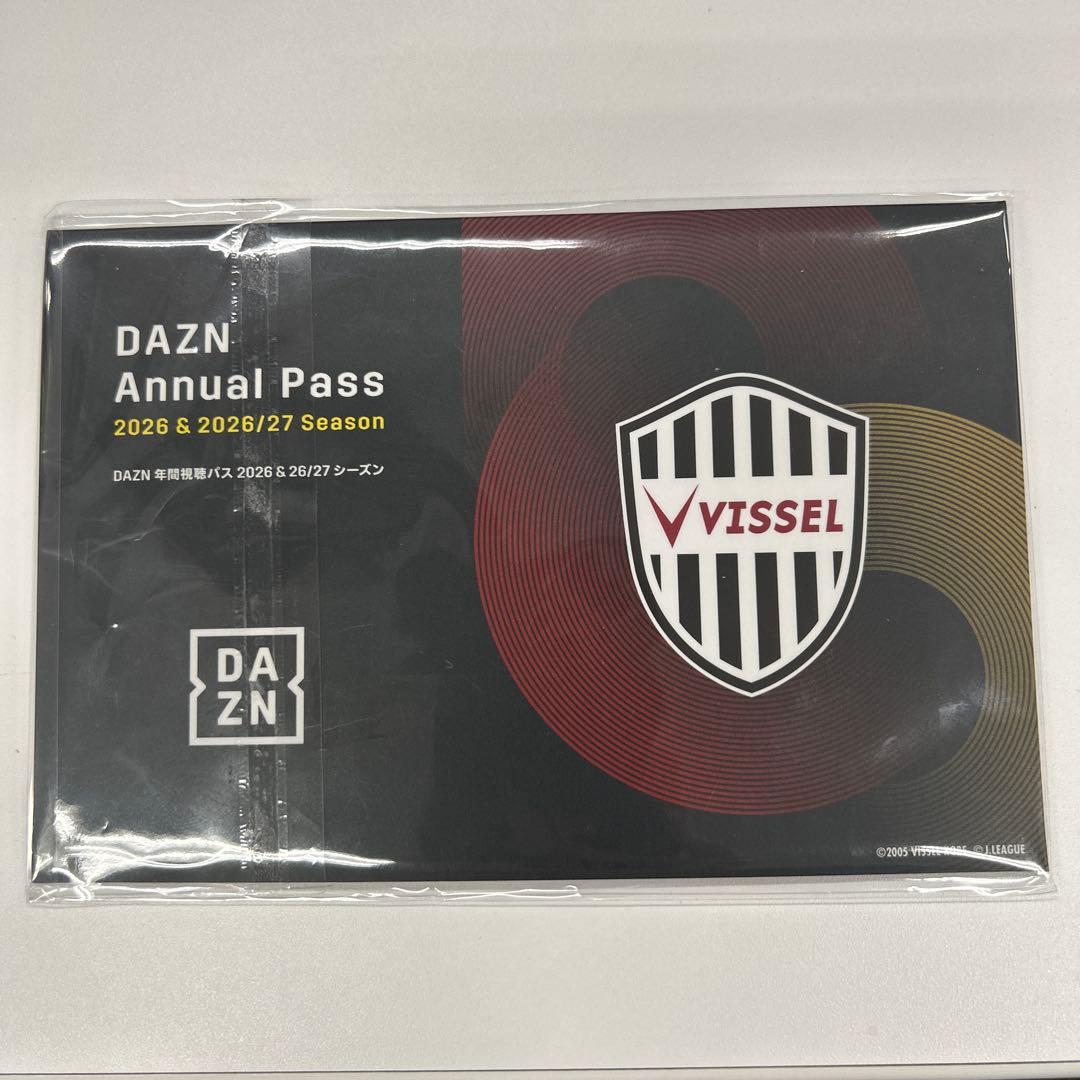 DAZN
Annual Pass
2026 & 2026/27 Season
DAZN 年間視聴パス 2026 & 26/27 シーズン
VISSEL
DA
ZN
©2005 VISSEL KOBE ©J.LEAGUE